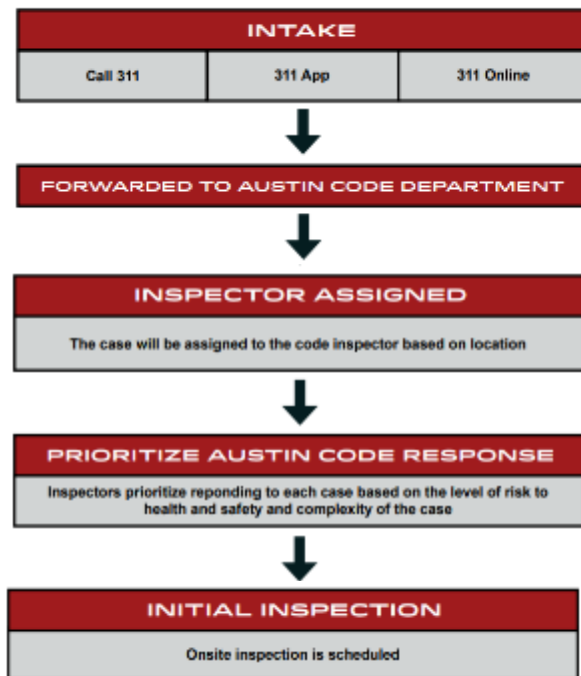 INTAKE
Call 311
311 App
311 Online
FORWARDED TO AUSTIN CODE DEPARTMENT
INSPECTOR ASSIGNED
The case will be assigned to the code inspector based on location
PRIORITIZE AUSTIN CODE RESPONSE
Inspectors prioritize reponding to each case based on the level of risk to
health and safety and complexity of the case
INITIAL INSPECTION
Onsite inspection is scheduled